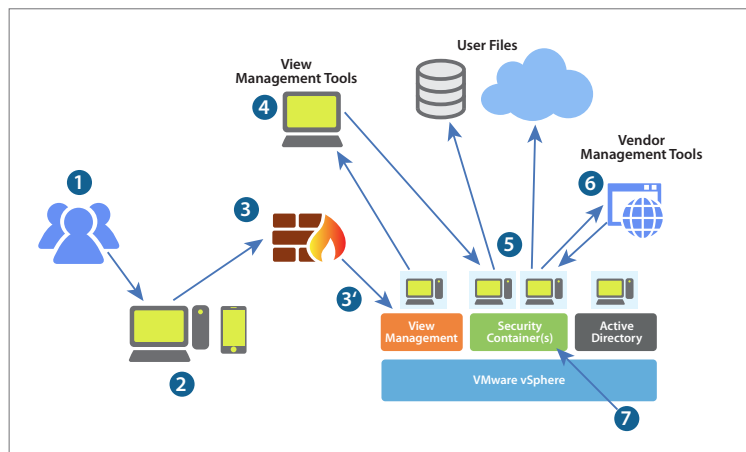 View
Management Tools
User Files
4
Vendor
Management Tools
1
6
3
5
3'
View
Management
Security
Container(s)
Active
Directory
2
VMware vSphere
7